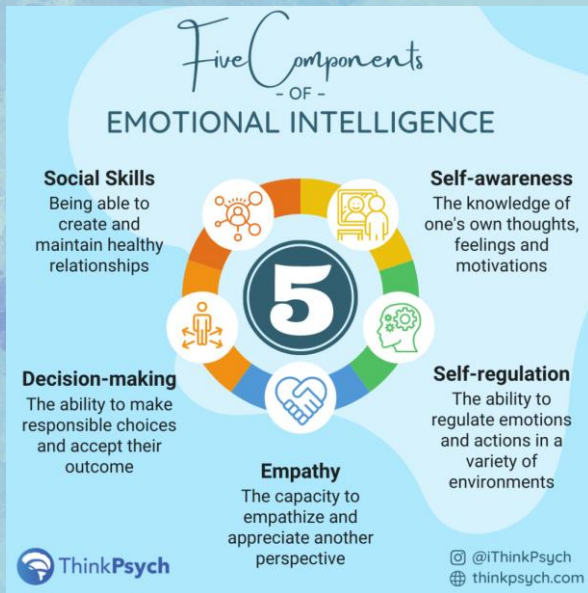 Five Components
- OF -
EMOTIONAL INTELLIGENCE
Social Skills
Being able to
create and
maintain healthy
relationships
Self-awareness
The knowledge of
one's own thoughts,
feelings and
motivations
5
Decision-making
The ability to make
responsible choices
and accept their
outcome
Self-regulation
The ability to
regulate emotions
and actions in a
variety of
environments
Empathy
The capacity to
empathize and
appreciate another
perspective
ThinkPsych
@iThinkPsych
thinkpsych.com